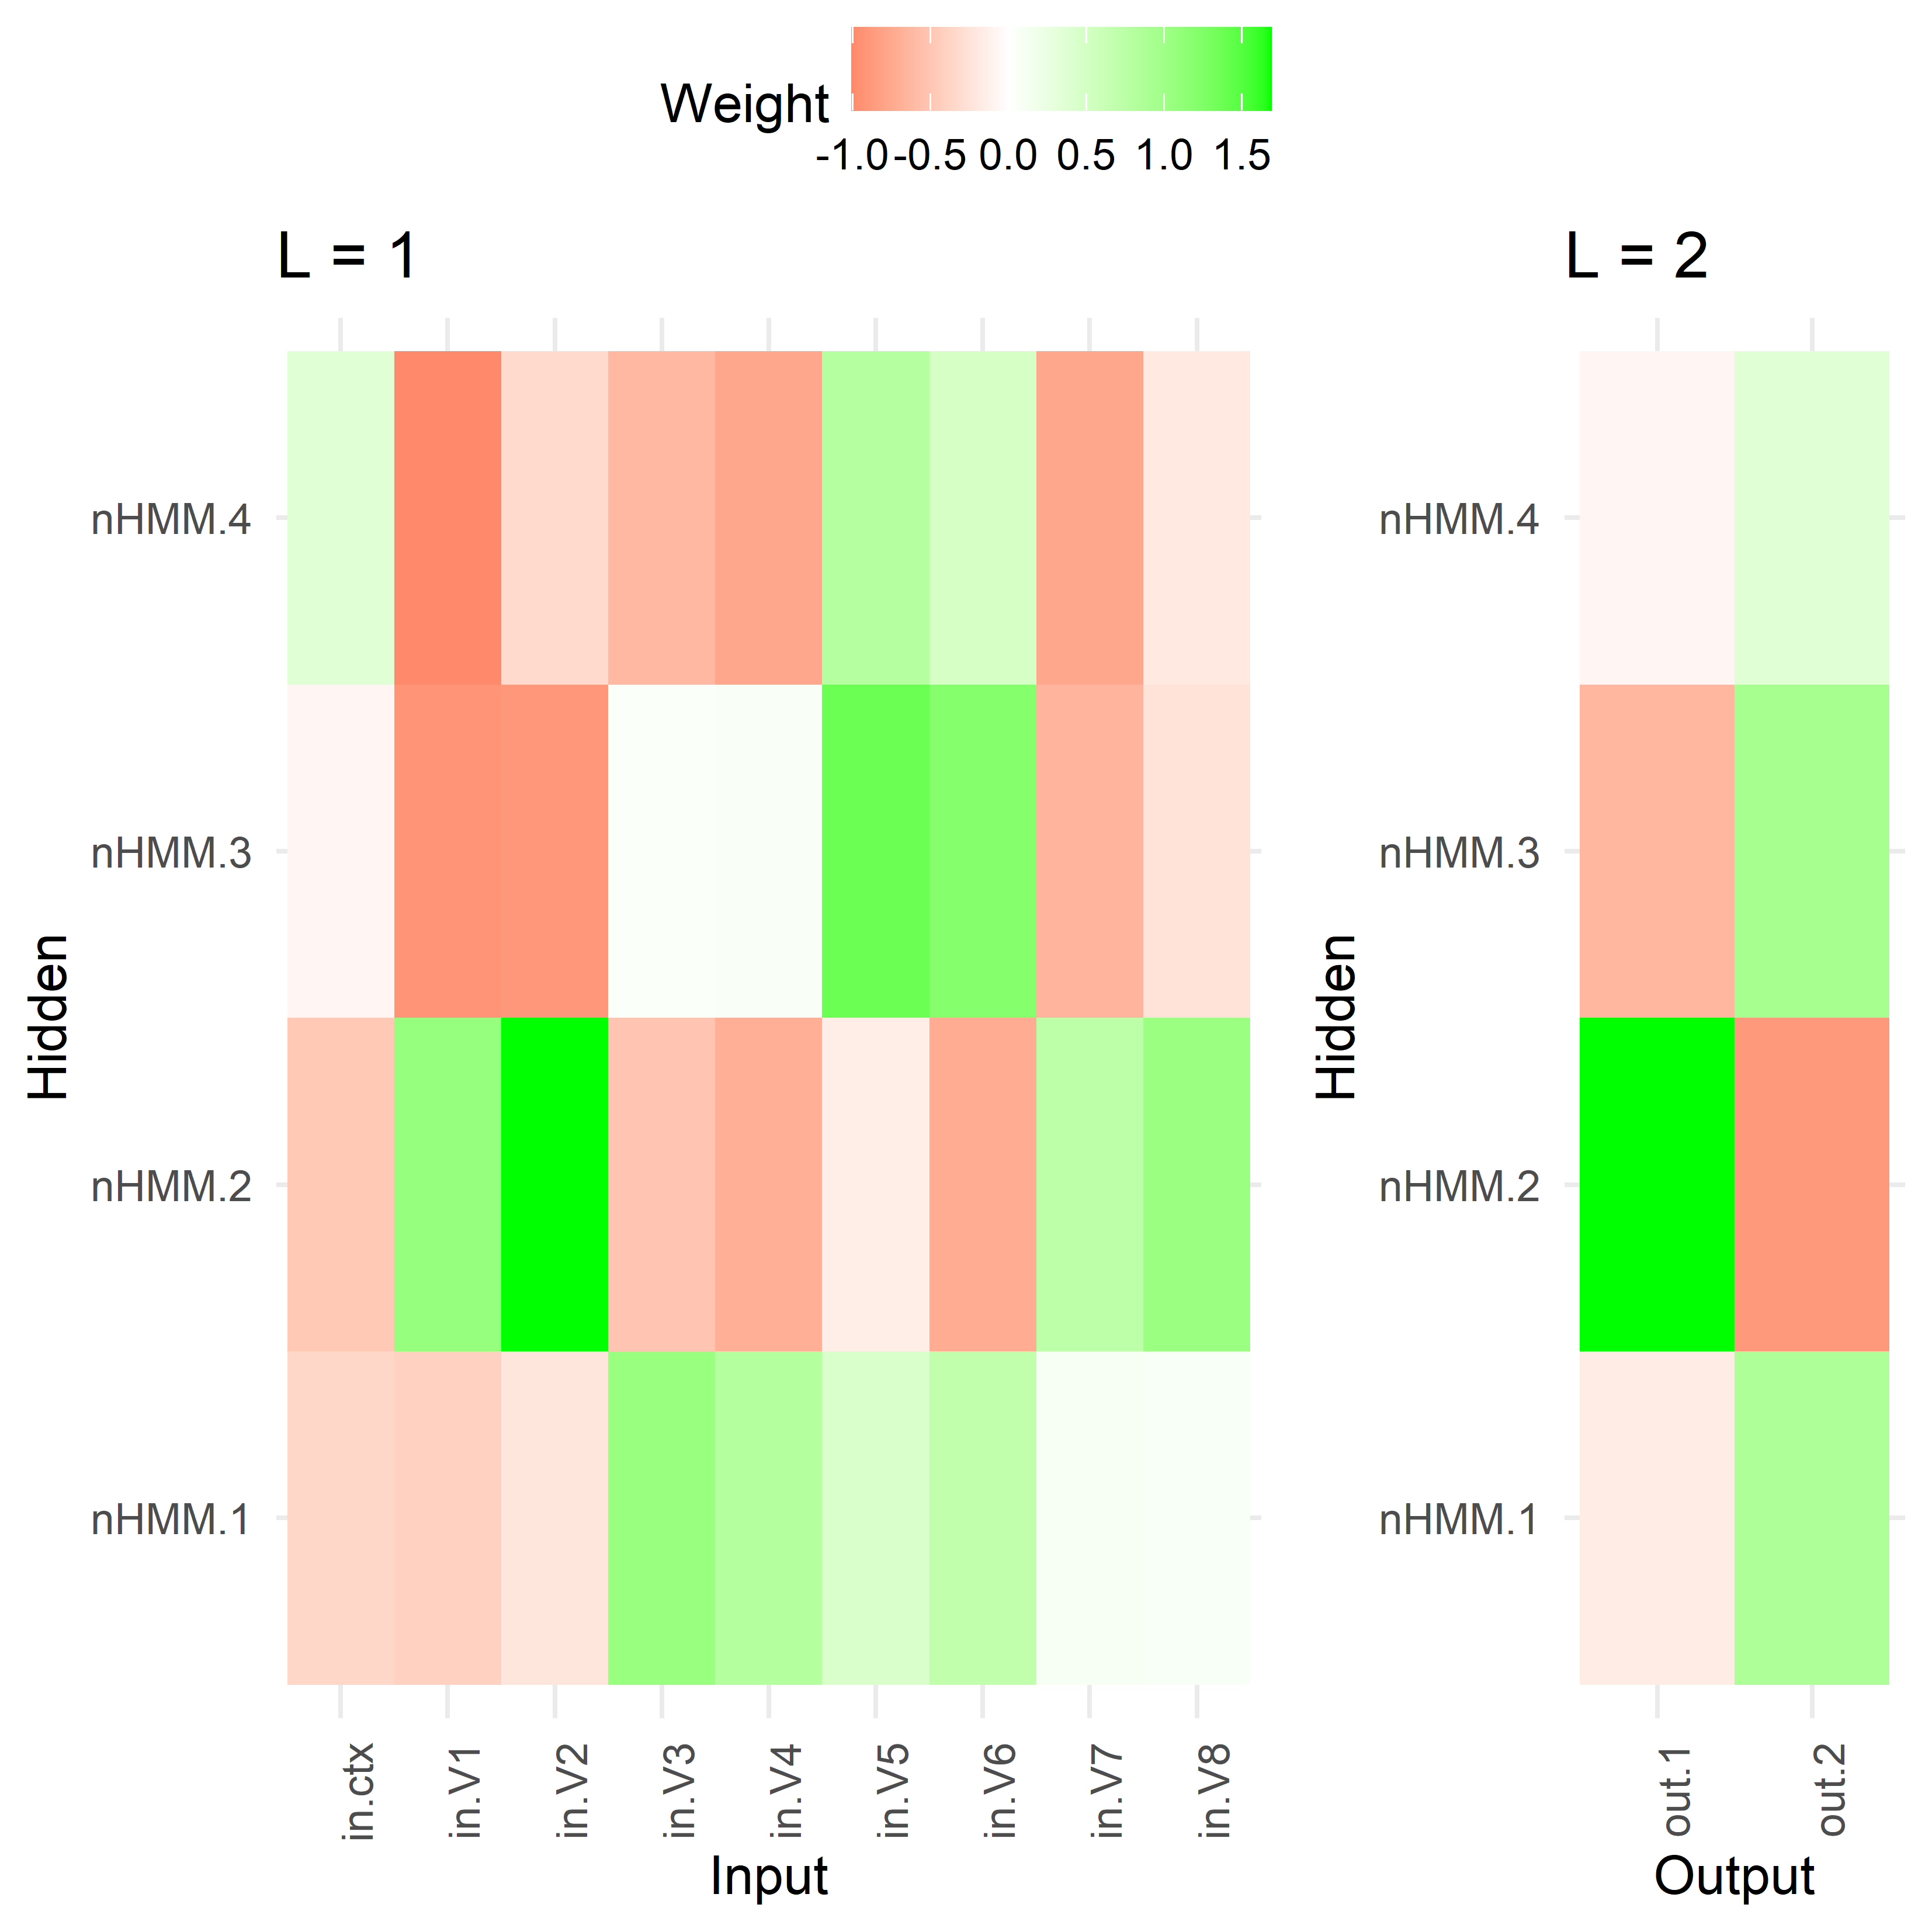 Weight
-1.0 -0.5 0.0 0.5 1.0 1.5
L = 1
Hidden
nHMM.4
nHMM.3
nHMM.2
nHMM.1
in.ctx in.V1 in.V2 in.V3 in.V4 in.V5 in.V6 in.V7 in.V8
Input
L = 2
Hidden
nHMM.4
nHMM.3
nHMM.2
nHMM.1
out.1 out.2
Output